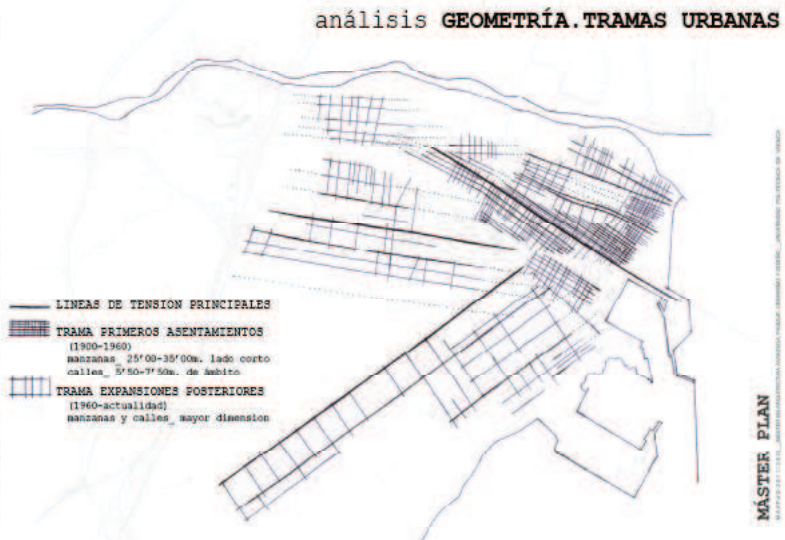 análisis GEOMETRÍA.TRAMAS URBANAS
LINEAS DE TENSION PRINCIPALES
TRAMA PRIMEROS ASENTAMIENTOS
(1900-1960)
manzanas_ 25'00-35'00m. lado corto
calles_ 5'50-7'50m. de ámbito
TRAMA EXPANSIONES POSTERIORES
(1960-actualidad)
manzanas y calles_ mayor dimension
MÁSTER PLAN